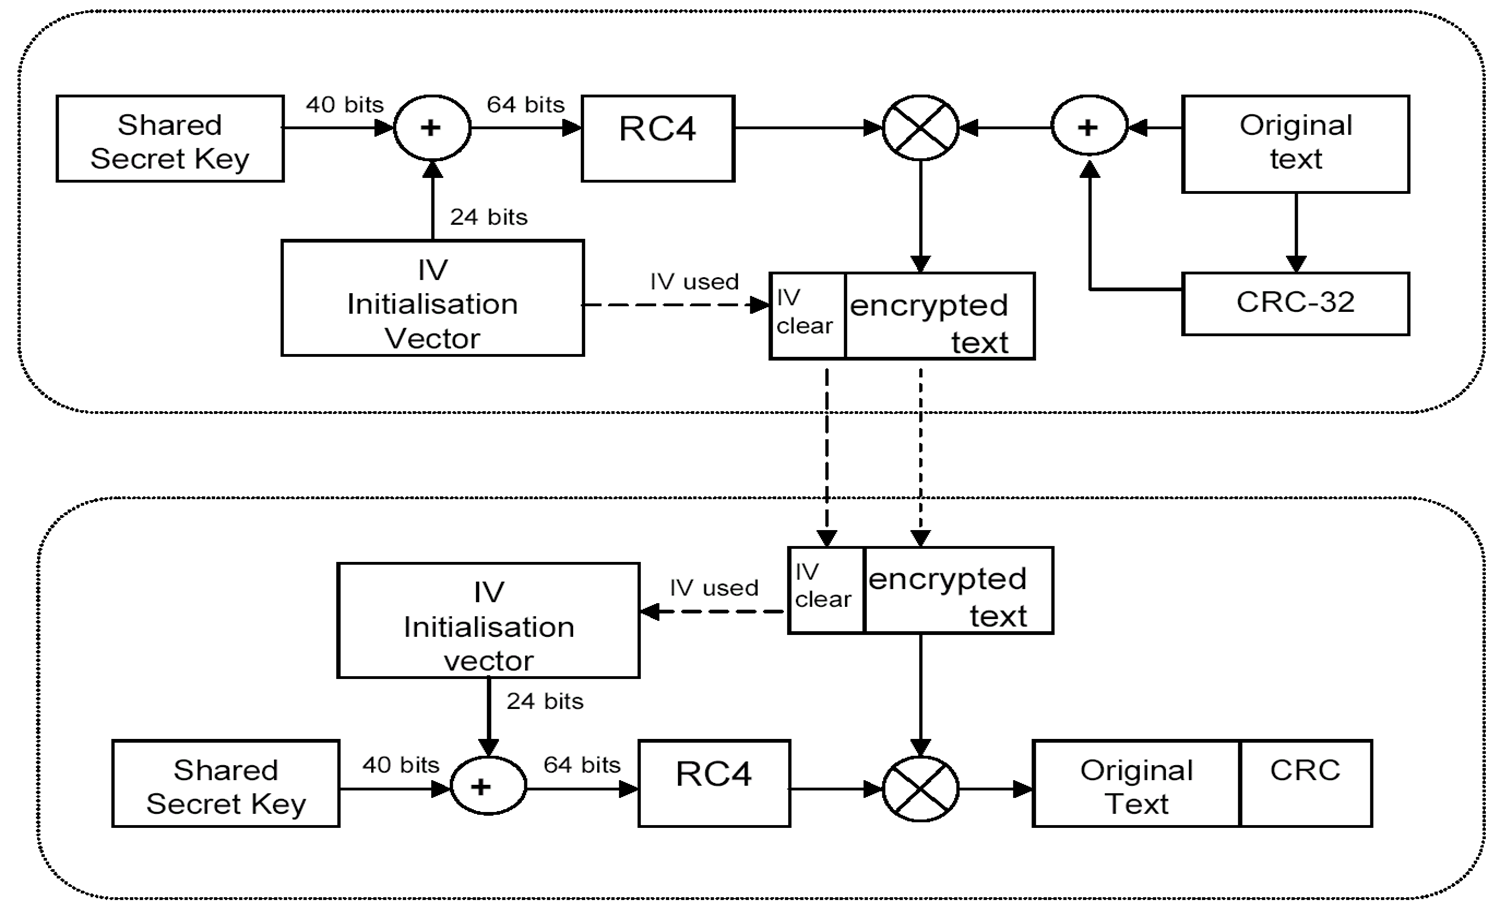 Shared
Secret Key
40 bits
+
64 bits
RC4
+
Original
text
24 bits
IV
Initialisation
Vector
IV used
IV
clear
encrypted
text
CRC-32
IV
Initialisation
vector
IV used
IV
clear
encrypted
text
24 bits
Shared
Secret Key
40 bits
+
64 bits
RC4
Original
Text
CRC